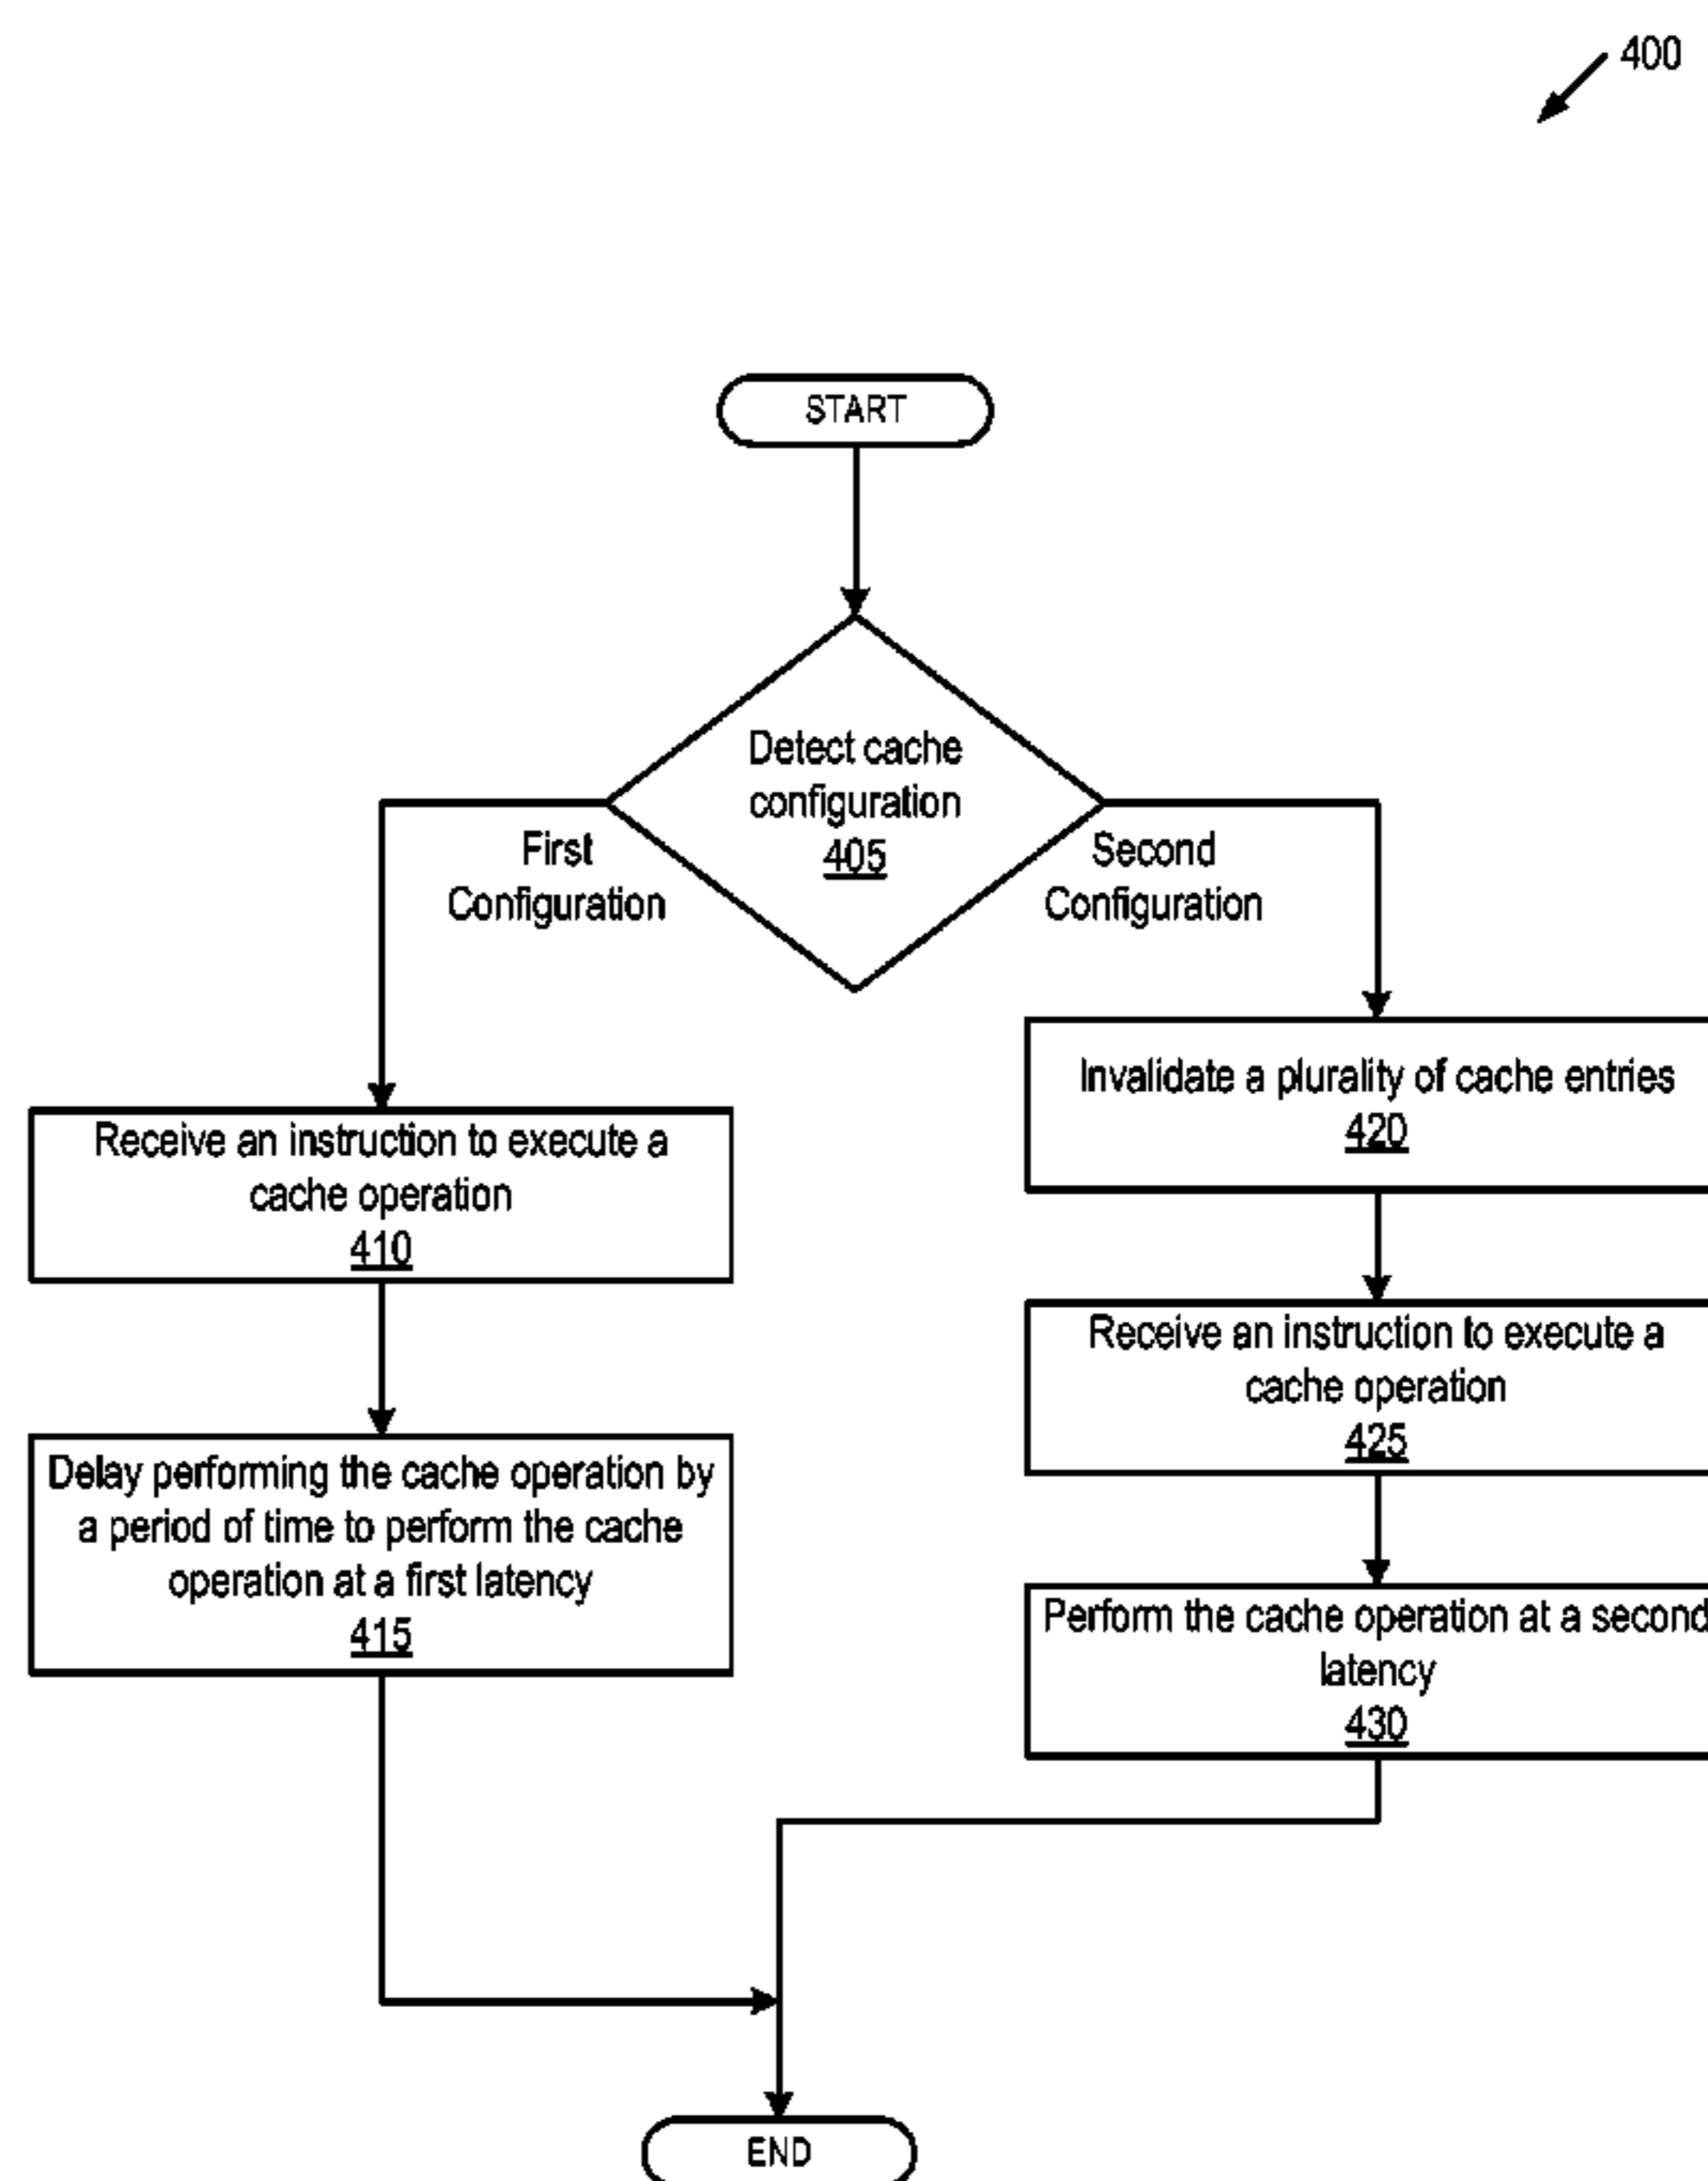 400
START
Detect cache
configuration
405
First
Configuration
Second
Configuration
Receive an instruction to execute a
cache operation
410
Delay performing the cache operation by
a period of time to perform the cache
operation at a first latency
415
Invalidate a plurality of cache entries
420
Receive an instruction to execute a
cache operation
425
Perform the cache operation at a second
latency
430
END